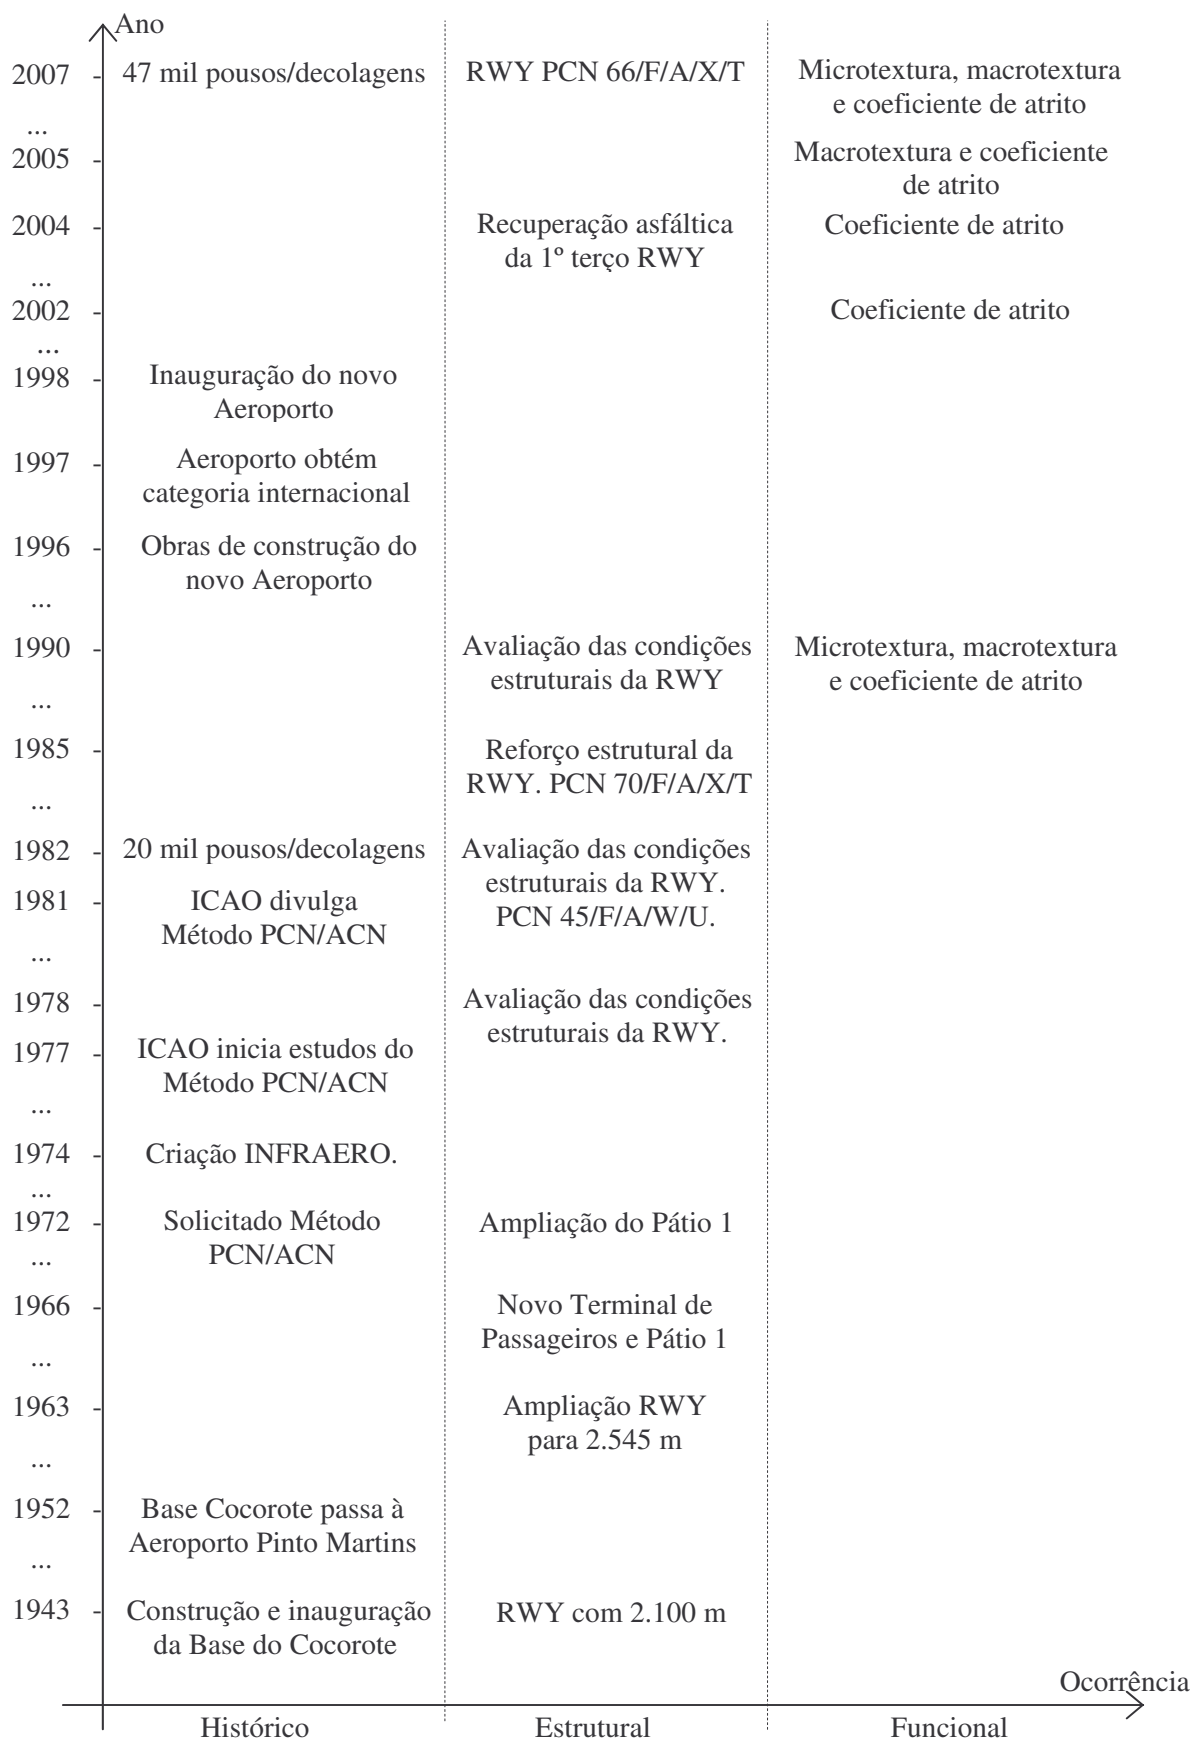 Ano
2007 - 47 mil pousos/decolagens RWY PCN 66/F/A/X/T Microtextura, macrotextura
e coeficiente de atrito
...
2005 - Macrotextura e coeficiente
de atrito
2004 - Recuperação asfáltica Coeficiente de atrito
da 1º terço RWY
...
2002 - Coeficiente de atrito
...
1998 - Inauguração do novo
Aeroporto
1997 - Aeroporto obtém
categoria internacional
1996 - Obras de construção do
novo Aeroporto
...
1990 - Avaliação das condições Microtextura, macrotextura
estruturais da RWY e coeficiente de atrito
...
1985 - Reforço estrutural da
RWY. PCN 70/F/A/X/T
...
1982 - 20 mil pousos/decolagens Avaliação das condições
estruturais da RWY.
1981 - ICAO divulga PCN 45/F/A/W/U.
Método PCN/ACN
...
1978 - Avaliação das condições
estruturais da RWY.
1977 - ICAO inicia estudos do
Método PCN/ACN
...
1974 - Criação INFRAERO.
...
1972 - Solicitado Método Ampliação do Pátio 1
PCN/ACN
...
1966 - Novo Terminal de
Passageiros e Pátio 1
...
1963 - Ampliação RWY
para 2.545 m
...
1952 - Base Cocorote passa à
Aeroporto Pinto Martins
...
1943 - Construção e inauguração RWY com 2.100 m
da Base do Cocorote
Ocorrência
Histórico Estrutural Funcional